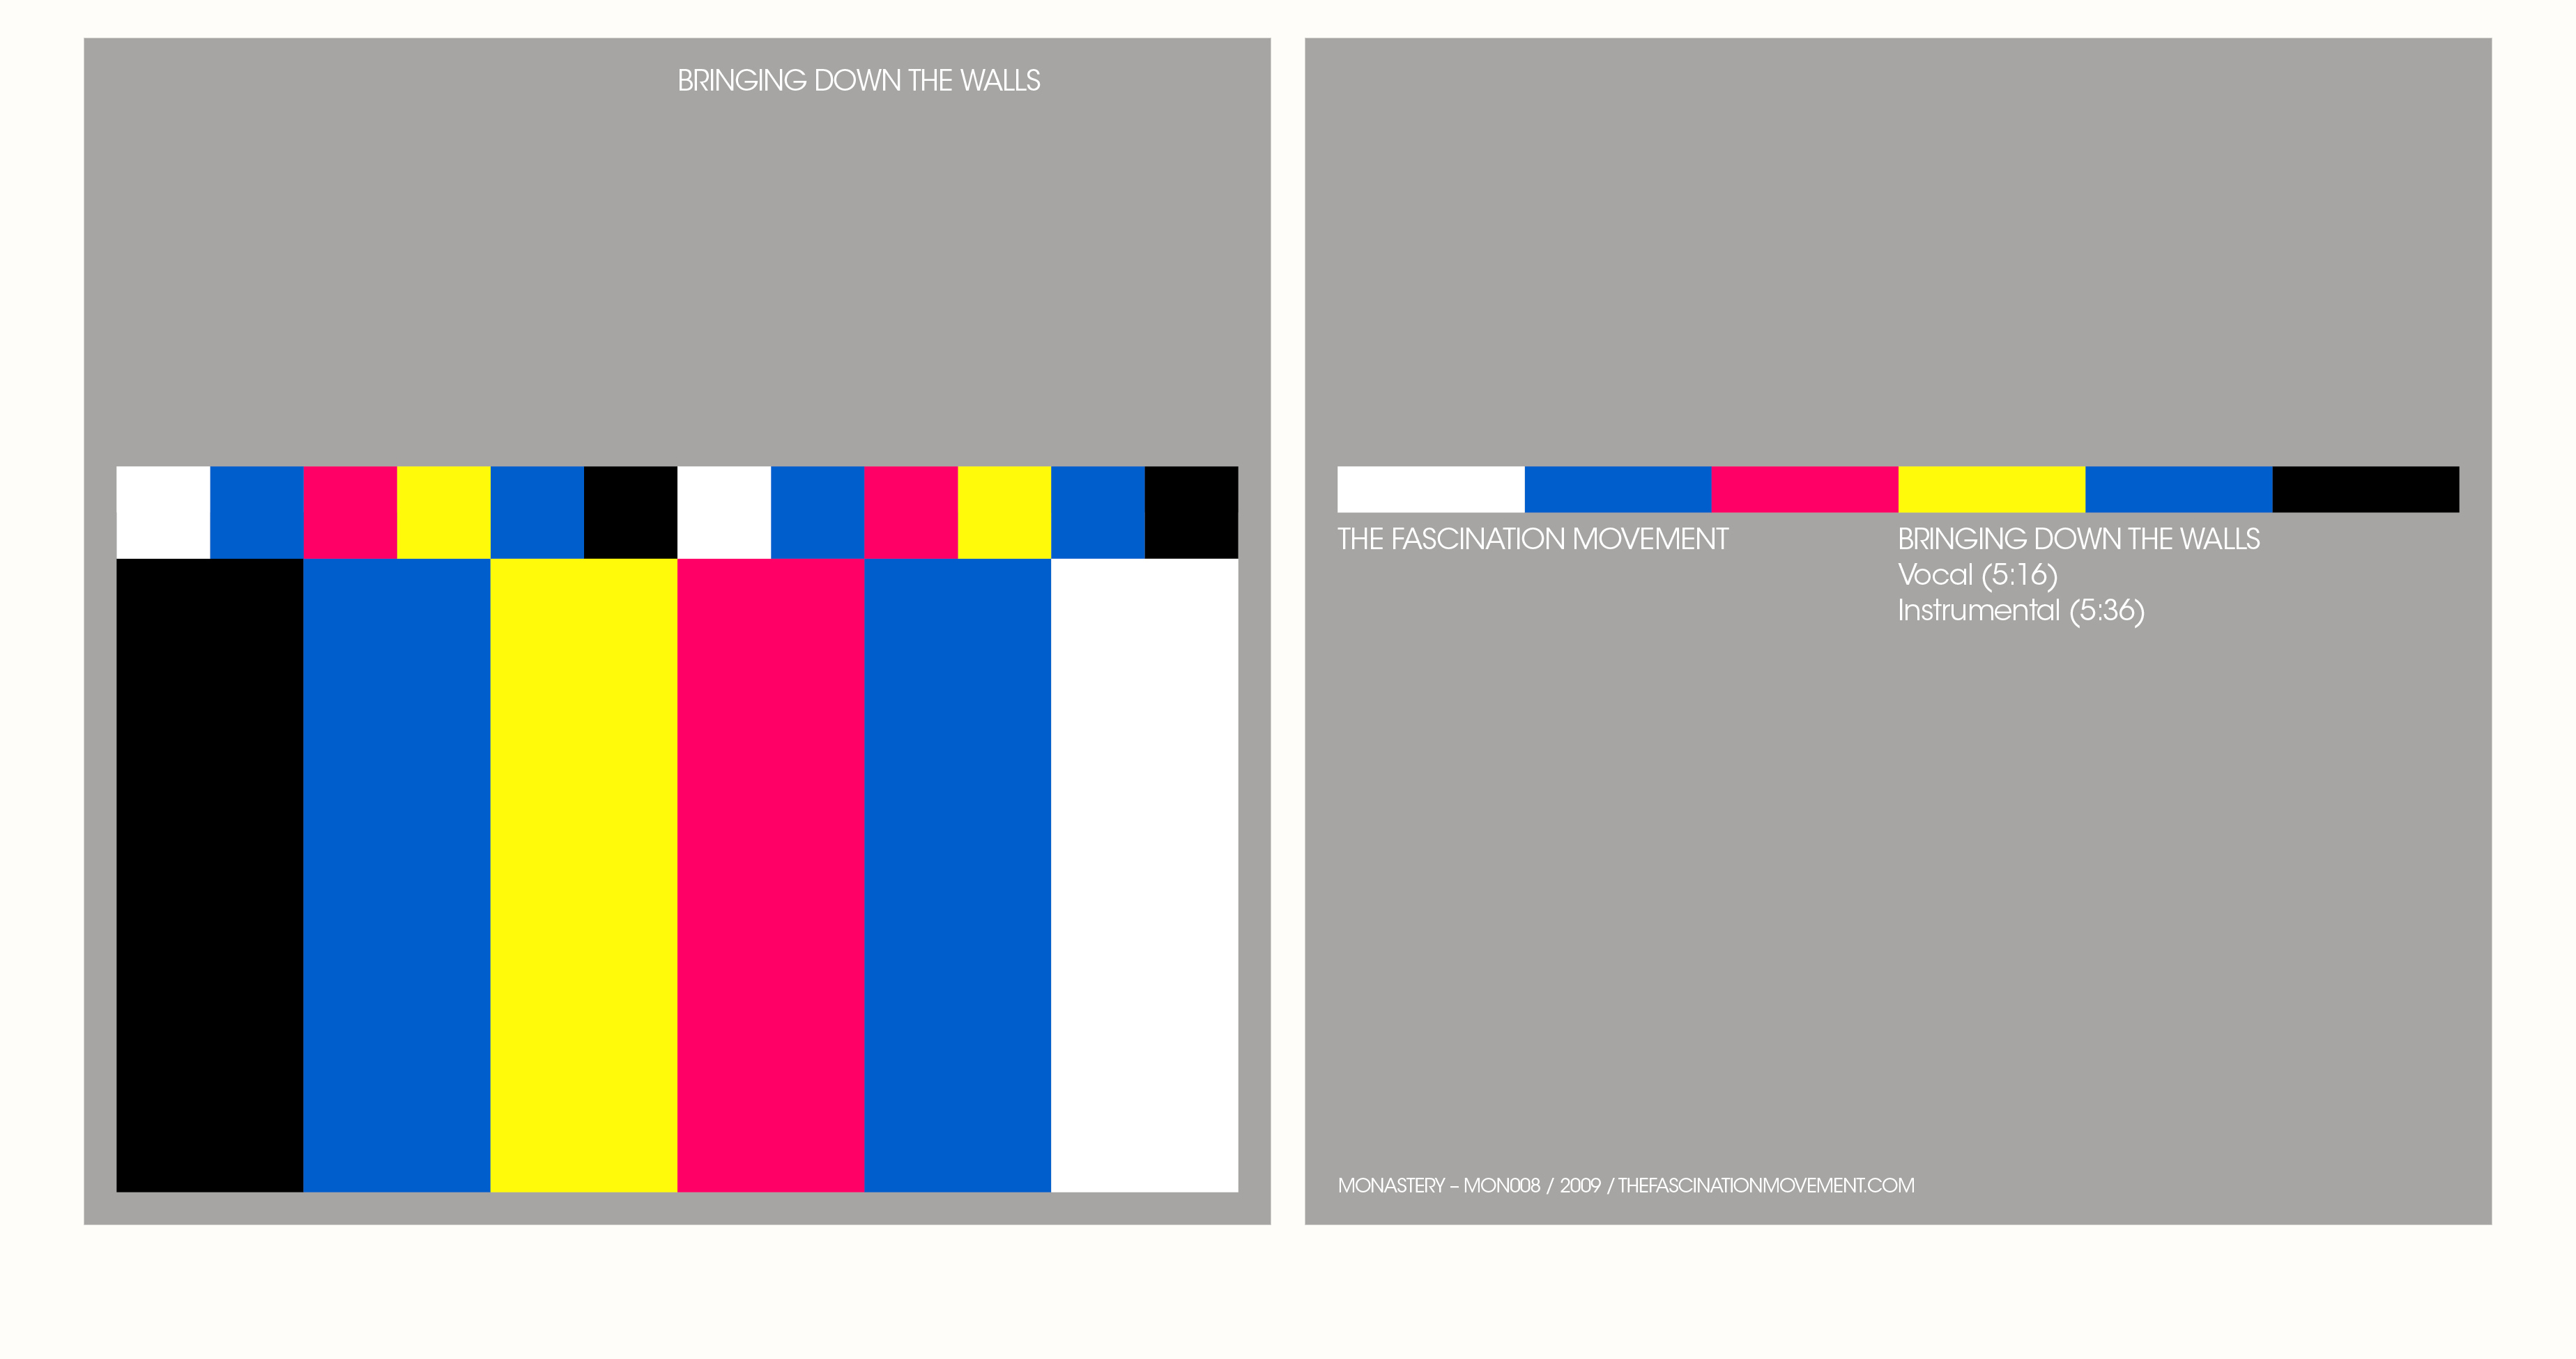 BRINGING DOWN THE WALLS
THE FASCINATION MOVEMENT
BRINGING DOWN THE WALLS
Vocal (5:16)
Instrumental (5:36)
MONASTERY – MON008 / 2009 / THEFASCINATIONMOVEMENT.COM